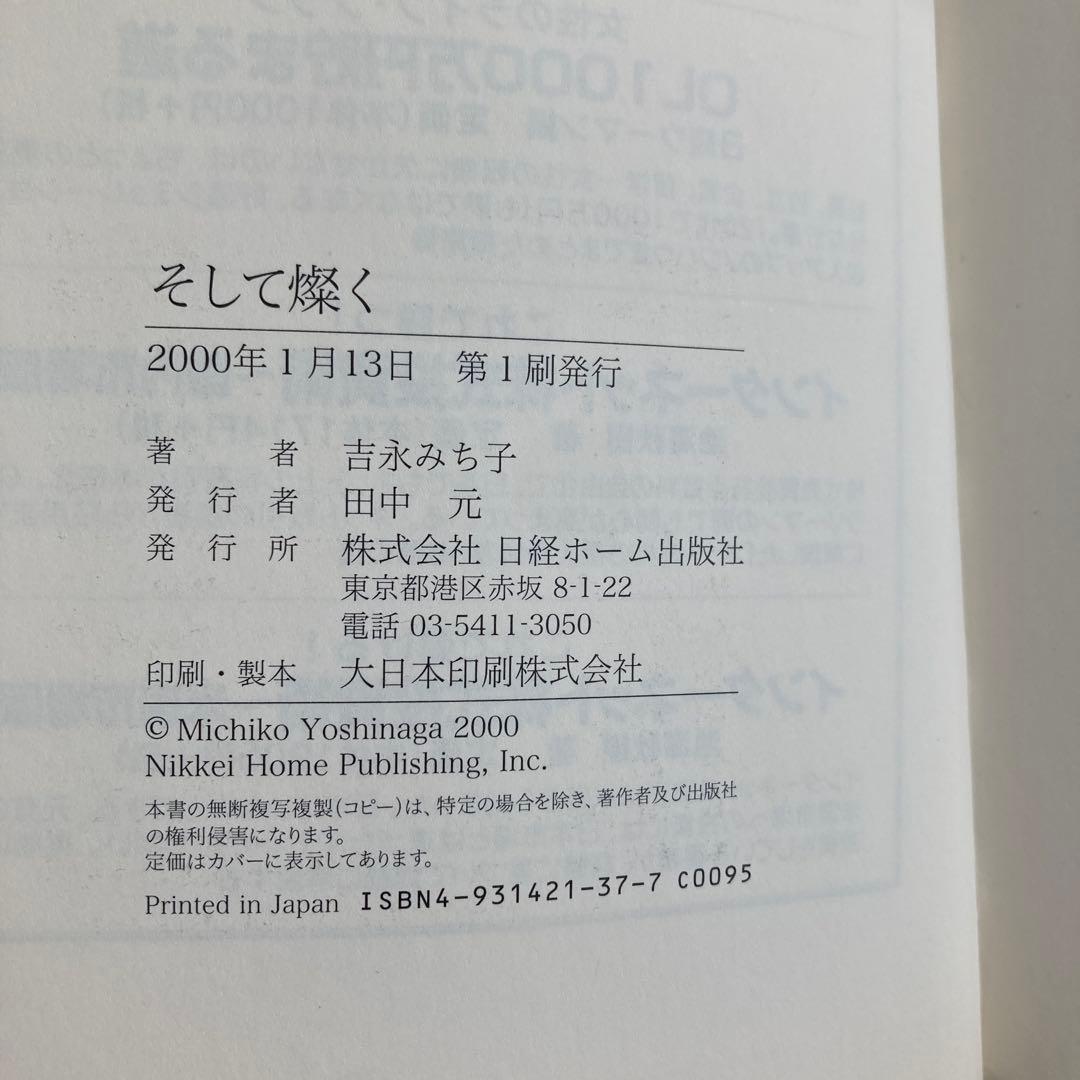 そして燦く
2000年1月13日　第1刷発行
著　者　吉永みち子
発行者　田中　元
発行所　株式会社 日経ホーム出版社
東京都港区赤坂 8-1-22
電話 03-5411-3050
印刷・製本　大日本印刷株式会社
© Michiko Yoshinaga 2000
Nikkei Home Publishing, Inc.
本書の無断複写複製(コピー)は、特定の場合を除き、著作者及び出版社
の権利侵害になります。
定価はカバーに表示してあります。
Printed in Japan ISBN4-931421-37-7 C0095